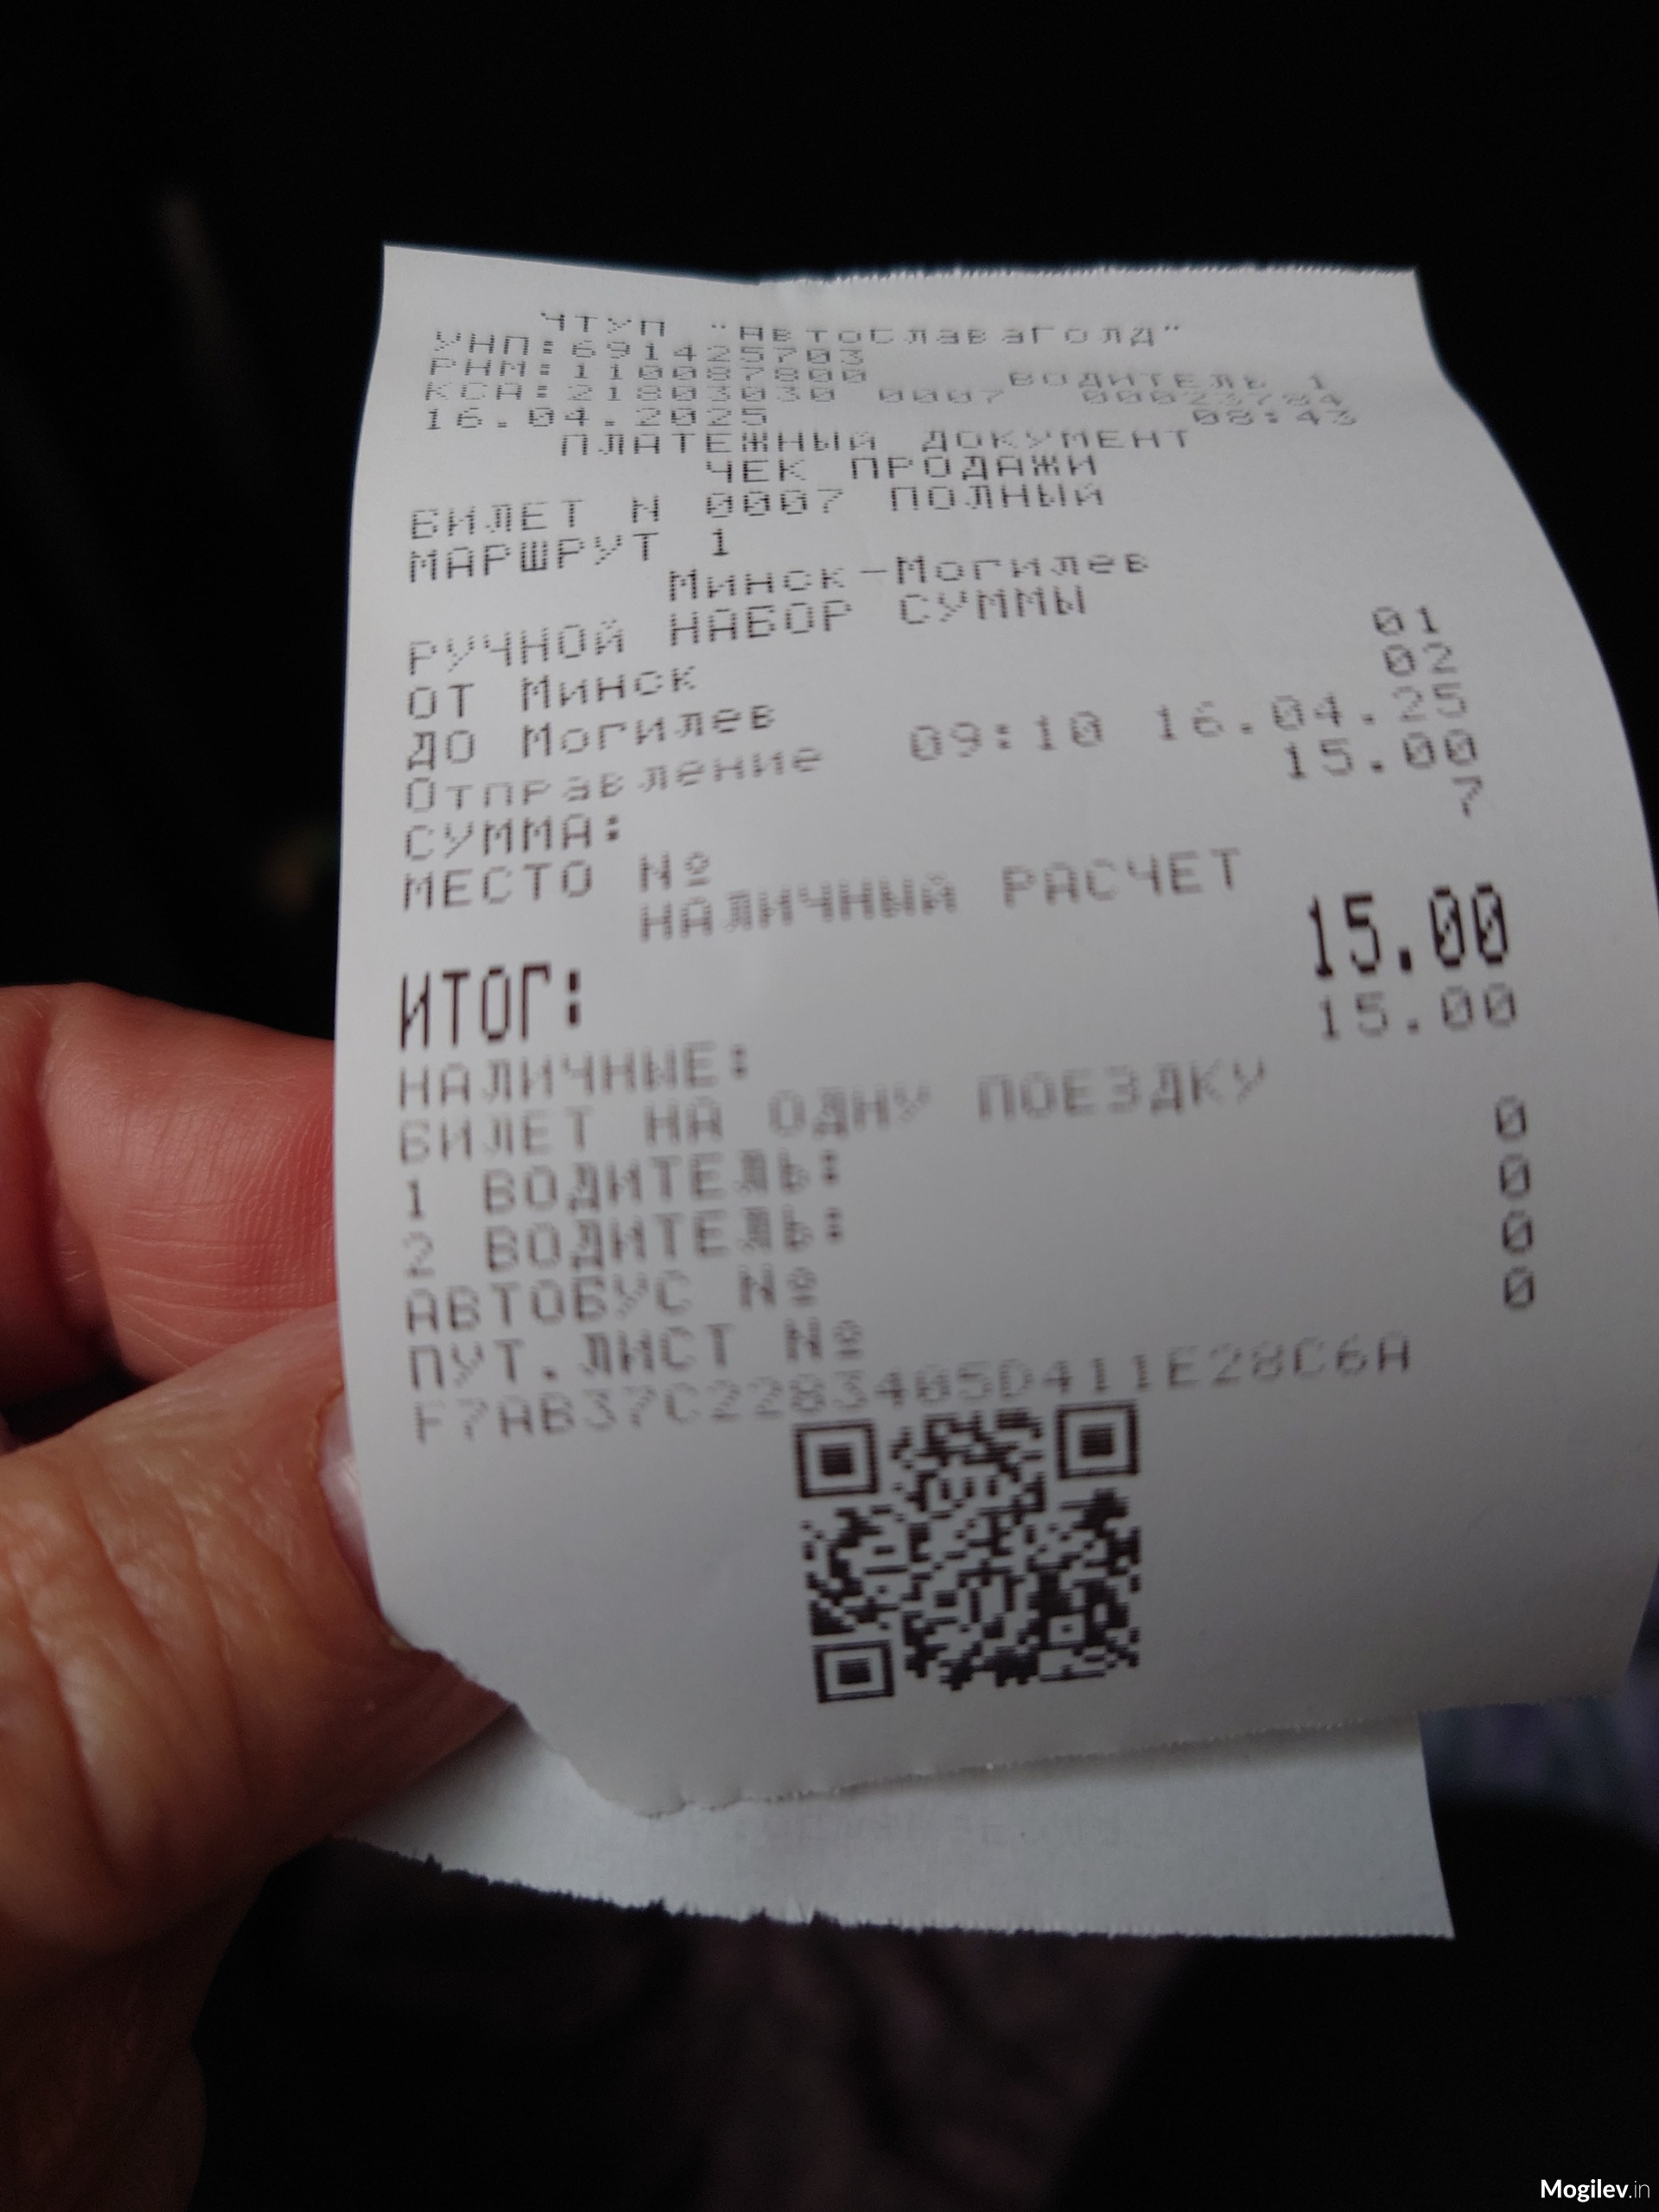 ЧТУП "АвтоСлаваГолд"
УНП:691425703
РНМ:110087800 ВОДИТЕЛЬ 1
КСА:21803030 0007 00023784
16.04.2025 08:43
ПЛАТЕЖНЫЙ ДОКУМЕНТ
ЧЕК ПРОДАЖИ
БИЛЕТ N 0007 ПОЛНЫЙ
МАРШРУТ 1
Минск-Могилев
РУЧНОЙ НАБОР СУММЫ
ОТ Минск 01
ДО Могилев 02
Отправление 09:10 16.04.25
СУММА: 15.00
МЕСТО № 7
НАЛИЧНЫЙ РАСЧЕТ
ИТОГ: 15.00
НАЛИЧНЫЕ: 15.00
БИЛЕТ НА ОДНУ ПОЕЗДКУ
1 ВОДИТЕЛЬ: 0
2 ВОДИТЕЛЬ: 0
АВТОБУС № 0
ПУТ.ЛИСТ № 0
F7AB37C2283405D411E28C6A
Mogilev.in